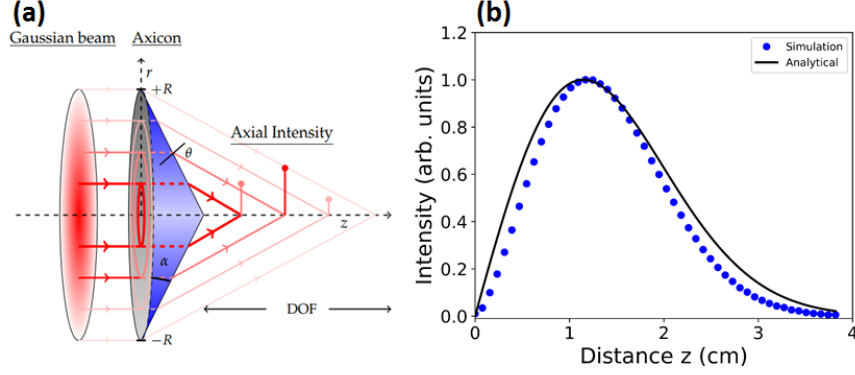 (a)
Gaussian beam
Axicon
r
+R
θ
Axial Intensity
z
α
DOF
−R
(b)
Intensity (arb. units)
1.2
1.0
0.8
0.6
0.4
0.2
0.0
Simulation
Analytical
0 1 2 3 4
Distance z (cm)